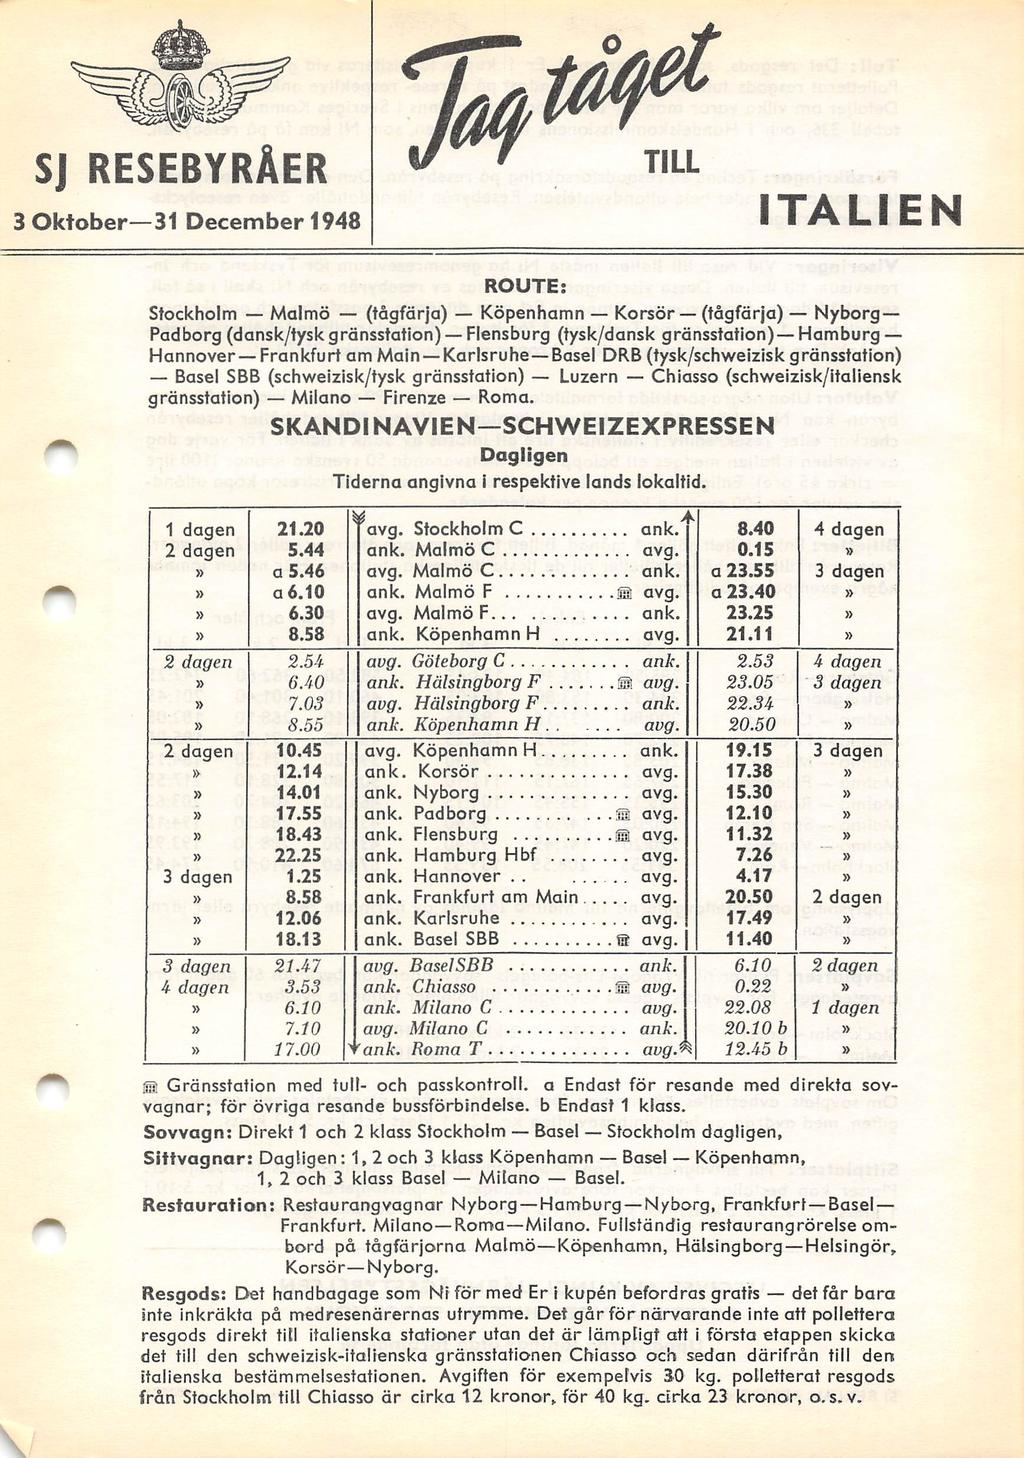 SJ RESEBYRÅER
3 Oktober—31 December 1948
Tag tåget
TILL
ITALIEN
ROUTE:
Stockholm — Malmö — (tågfärja) — Köpenhamn — Korsör — (tågfärja) — Nyborg—
Padborg (dansk/tysk gränsstation) — Flensburg (tysk/dansk gränsstation) — Hamburg —
Hannover — Frankfurt am Main — Karlsruhe — Basel DRB (tysk/schweizisk gränsstation)
— Basel SBB (schweizisk/tysk gränsstation) — Luzern — Chiasso (schweizisk/italiensk
gränsstation) — Milano — Firenze — Roma.
SKANDINAVIEN—SCHWEIZEXPRESSEN
Dagligen
Tiderna angivna i respektive lands lokaltid.
1 dagen 21.20 avg. Stockholm C . . . . . . . . . . ank. 8.40 4 dagen
2 dagen 5.44 ank. Malmö C . . . . . . . . . . . . avg. 0.15 »
» a 5.46 avg. Malmö C . . . . . . . . . . . . ank. a 23.55 3 dagen
» a 6.10 ank. Malmö F . . . . . . . . . . . avg. a 23.40 »
» 6.30 avg. Malmö F . . . . . . . . . . . . ank. 23.25 »
» 8.58 ank. Köpenhamn H . . . . . . . . avg. 21.11 »
2 dagen 2.54 avg. Göteborg C . . . . . . . . . . . . ank. 2.53 4 dagen
» 6.40 ank. Hälsingborg F . . . . . . . avg. 23.05 3 dagen
» 7.03 avg. Hälsingborg F . . . . . . . . . ank. 22.34 »
» 8.55 ank. Köpenhamn H . . . . . . avg. 20.50 »
2 dagen 10.45 avg. Köpenhamn H . . . . . . . . . ank. 19.15 3 dagen
» 12.14 ank. Korsör . . . . . . . . . . . . . . avg. 17.38 »
» 14.01 ank. Nyborg . . . . . . . . . . . . . . avg. 15.30 »
» 17.55 ank. Padborg . . . . . . . . . . . avg. 12.10 »
» 18.43 ank. Flensburg . . . . . . . . . . avg. 11.32 »
» 22.25 ank. Hamburg Hbf . . . . . . . . avg. 7.26 »
3 dagen 1.25 ank. Hannover . . . . . . . . avg. 4.17 »
» 8.58 ank. Frankfurt am Main . . . . . avg. 20.50 2 dagen
» 12.06 ank. Karlsruhe . . . . . . . . . . . avg. 17.49 »
» 18.13 ank. Basel SBB . . . . . . . . . . avg. 11.40 »
3 dagen 21.47 avg. Basel SBB . . . . . . . . . . . . ank. 6.10 2 dagen
4 dagen 3.53 ank. Chiasso . . . . . . . . . . . . avg. 0.22 »
» 6.10 ank. Milano C . . . . . . . . . . . . . avg. 22.08 1 dagen
» 7.10 avg. Milano C . . . . . . . . . . . . ank. 20.10 b »
» 17.00 ank. Roma T . . . . . . . . . . . . . . avg. 12.45 b »
Gränsstation med tull- och passkontroll. a Endast för resande med direkta sov-
vagnar; för övriga resande bussförbindelse. b Endast 1 klass.
Sovvagn: Direkt 1 och 2 klass Stockholm — Basel — Stockholm dagligen,
Sittvagnar: Dagligen: 1, 2 och 3 klass Köpenhamn — Basel — Köpenhamn,
1, 2 och 3 klass Basel — Milano — Basel.
Restauration: Restaurangvagnar Nyborg—Hamburg—Nyborg, Frankfurt—Basel—
Frankfurt. Milano—Roma—Milano. Fullständig restaurangrörelse om-
bord på tågfärjorna Malmö—Köpenhamn, Hälsingborg—Helsingör,
Korsör—Nyborg.
Resgods: Det handbagage som Ni för med Er i kupén befordras gratis — det får bara
inte inkräkta på medresenärernas utrymme. Det går för närvarande inte att pollettera
resgods direkt till italienska stationer utan det är lämpligt att i första etappen skicka
det till den schweizisk-italienska gränsstationen Chiasso och sedan därifrån till den
italienska bestämmelsestationen. Avgiften för exempelvis 30 kg. polletterat resgods
från Stockholm till Chiasso är cirka 12 kronor, för 40 kg. cirka 23 kronor, o. s. v.